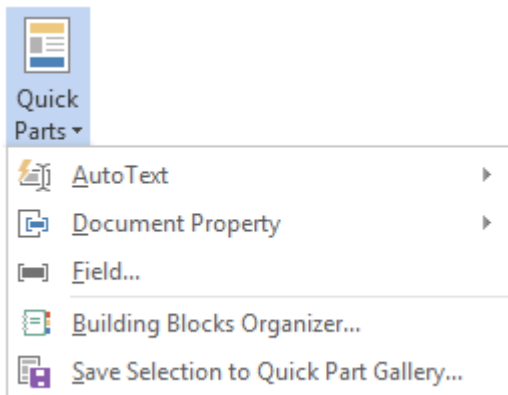 Quick
Parts
AutoText
Document Property
Field...
Building Blocks Organizer...
Save Selection to Quick Part Gallery...